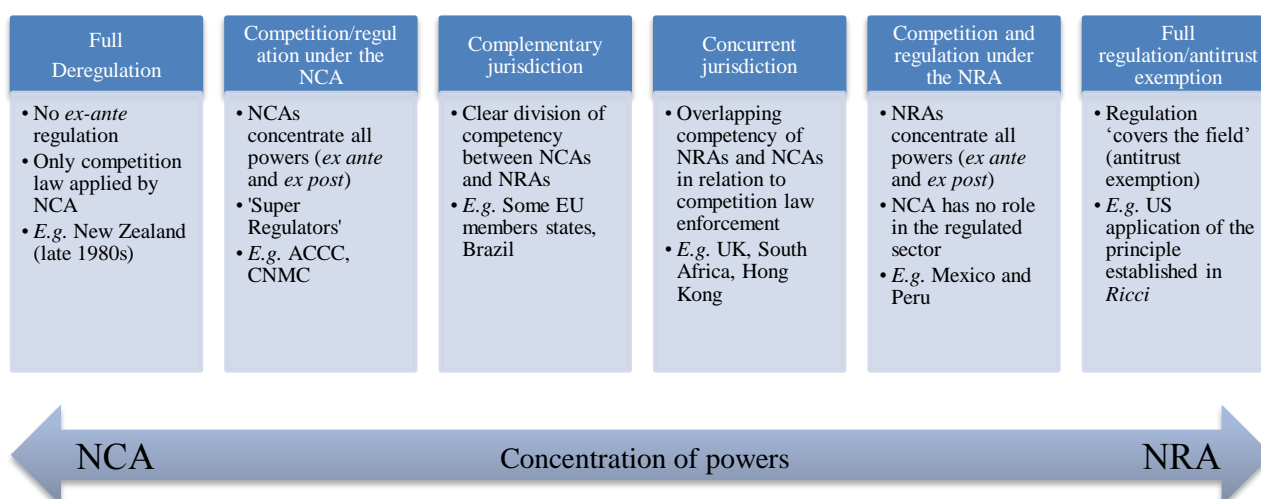 Full
Deregulation
• No ex-ante
regulation
• Only competition
law applied by
NCA
• E.g. New Zealand
(late 1980s)
Competition/regul
ation under the
NCA
• NCAs
concentrate all
powers (ex ante
and ex post)
• 'Super
Regulators'
• E.g. ACCC,
CNMC
Complementary
jurisdiction
• Clear division of
competency
between NCAs
and NRAs
• E.g. Some EU
members states,
Brazil
Concurrent
jurisdiction
• Overlapping
competency of
NRAs and NCAs
in relation to
competition law
enforcement
• E.g. UK, South
Africa, Hong
Kong
Competition and
regulation under
the NRA
• NRAs
concentrate all
powers (ex ante
and ex post)
• NCA has no role
in the regulated
sector
• E.g. Mexico and
Peru
Full
regulation/antitrust
exemption
• Regulation
‘covers the field’
(antitrust
exemption)
• E.g. US
application of the
principle
established in
Ricci
NCA
Concentration of powers
NRA